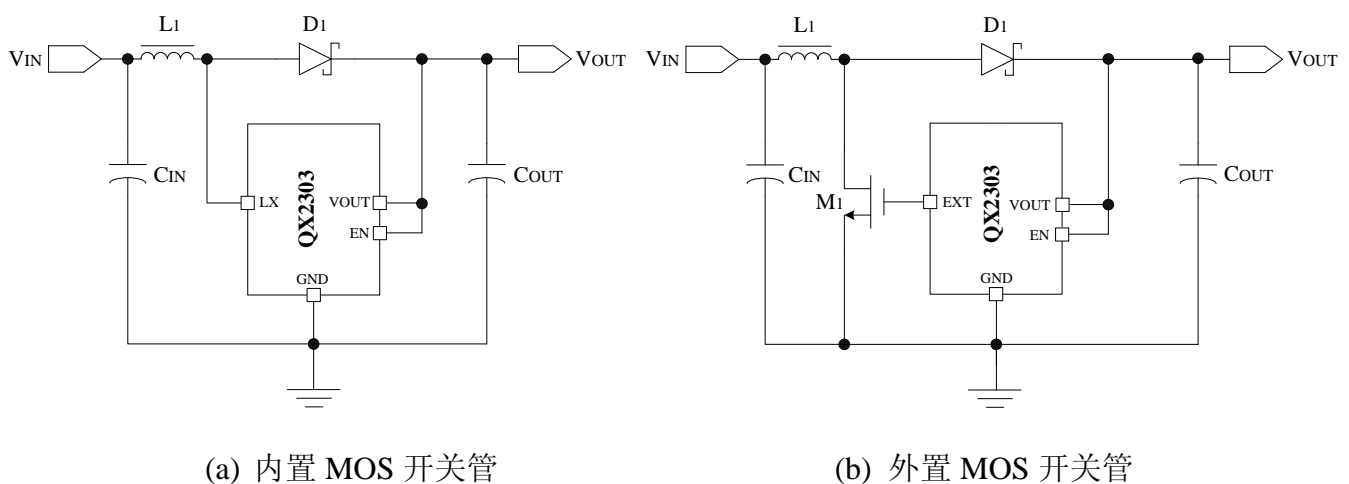 L1
D1
VIN
VOUT
CIN
COUT
LX
QX2303
VOUT
EN
GND
(a) 内置 MOS 开关管
L1
D1
VIN
VOUT
CIN
COUT
M1
EXT
QX2303
VOUT
EN
GND
(b) 外置 MOS 开关管